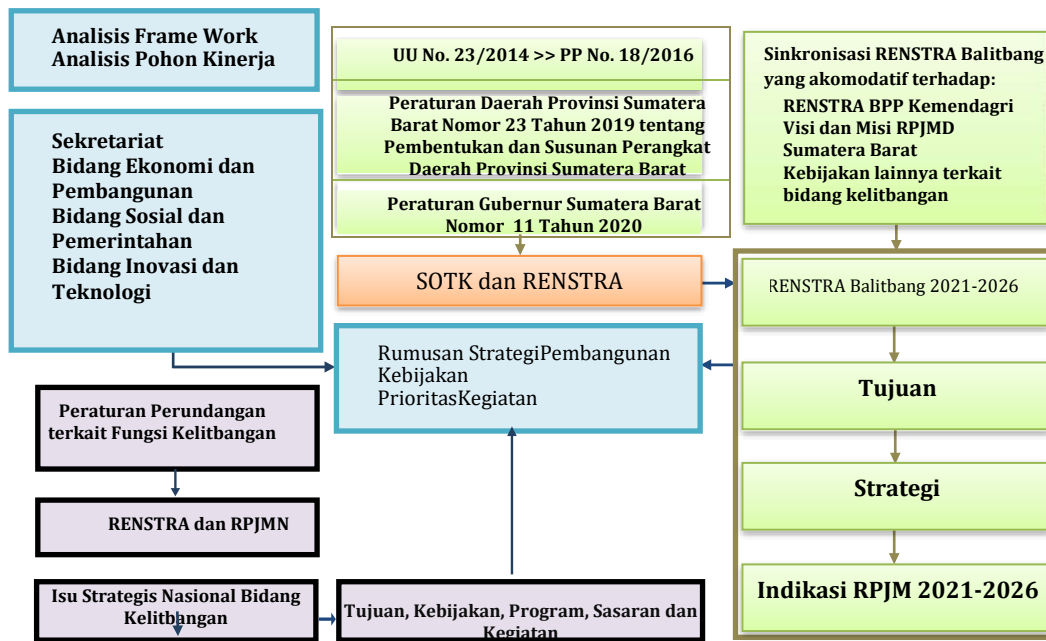 Analisis Frame Work
Analisis Pohon Kinerja
Sekretariat
Bidang Ekonomi dan
Pembangunan
Bidang Sosial dan
Pemerintahan
Bidang Inovasi dan
Teknologi
UU No. 23/2014 >> PP No. 18/2016
Peraturan Daerah Provinsi Sumatera
Barat Nomor 23 Tahun 2019 tentang
Pembentukan dan Susunan Perangkat
Daerah Provinsi Sumatera Barat
Peraturan Gubernur Sumatera Barat
Nomor 11 Tahun 2020
SOTK dan RENSTRA
Sinkronisasi RENSTRA Balitbang
yang akomodatif terhadap:
RENSTRA BPP Kemendagri
Visi dan Misi RPJMD
Sumatera Barat
Kebijakan lainnya terkait
bidang kelitbangan
RENSTRA Balitbang 2021-2026
Tujuan
Strategi
Indikasi RPJM 2021-2026
Rumusan StrategiPembangunan
Kebijakan
PrioritasKegiatan
Peraturan Perundangan
terkait Fungsi Kelitbangan
RENSTRA dan RPJMN
Isu Strategis Nasional Bidang
Kelitbangan
Tujuan, Kebijakan, Program, Sasaran dan
Kegiatan